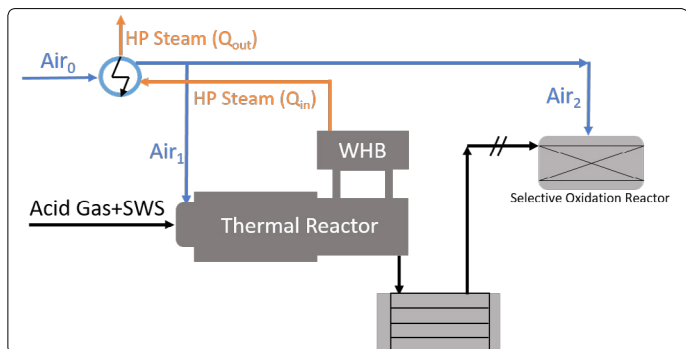 HP Steam (Qout)
Air0
HP Steam (Qin)
Air2
Air1
WHB
Acid Gas+SWS
Thermal Reactor
Selective Oxidation Reactor